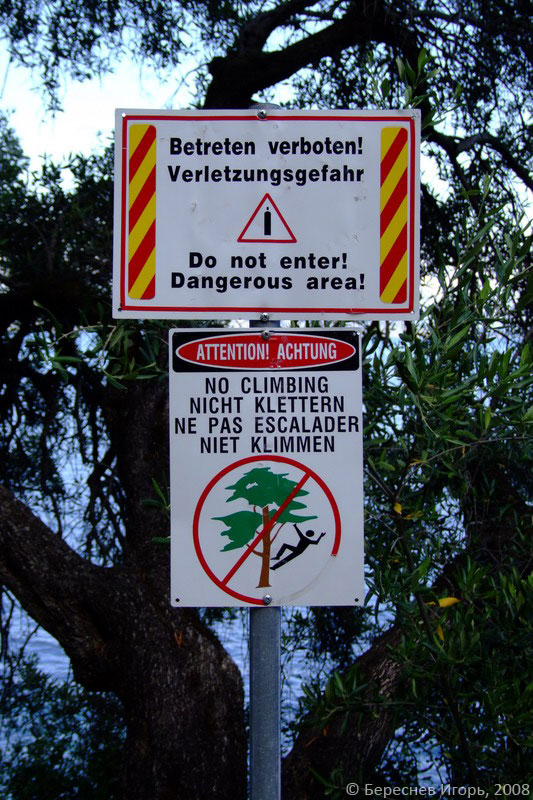 Betreten verboten!
Verletzungsgefahr
Do not enter!
Dangerous area!
ATTENTION! ACHTUNG
NO CLIMBING
NICHT KLETTERN
NE PAS ESCALADER
NIET KLIMMEN
© Береснев Игорь, 2008